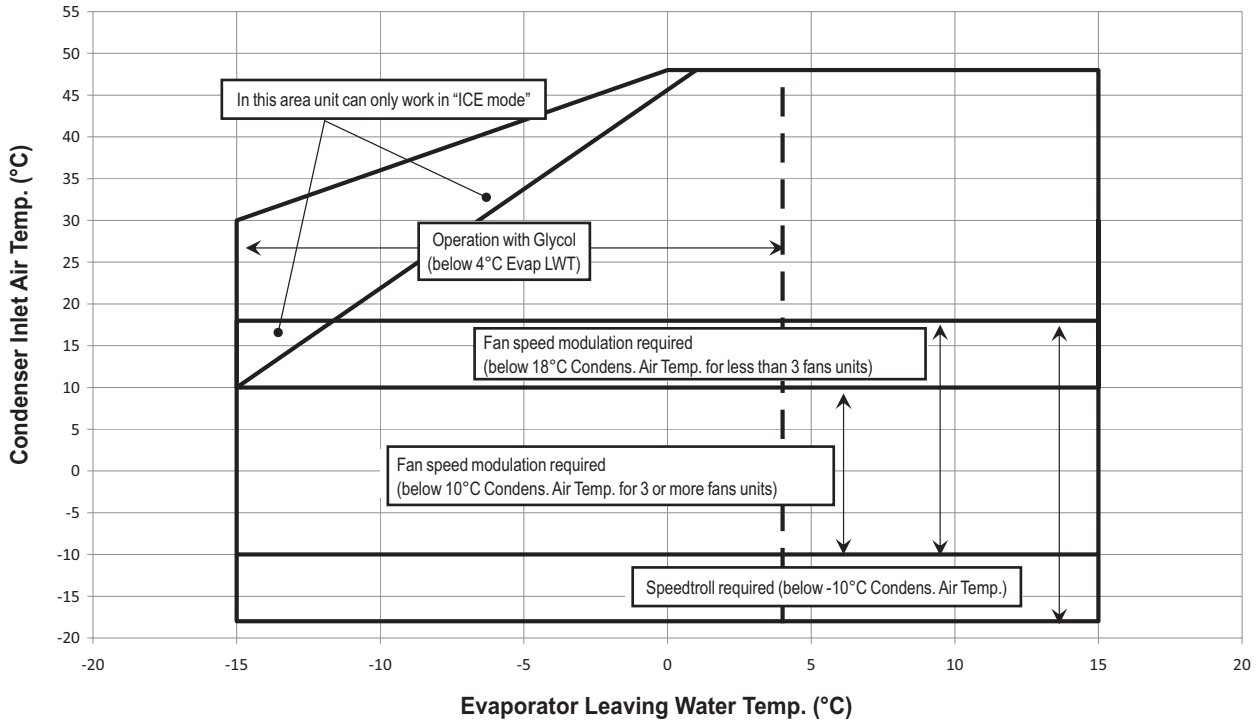 55
50
45
40
35
30
25
20
15
10
5
0
-5
-10
-15
-20
Condenser Inlet Air Temp. (°C)
In this area unit can only work in “ICE mode”
Operation with Glycol
(below 4°C Evap LWT)
Fan speed modulation required
(below 18°C Condens. Air Temp. for less than 3 fans units)
Fan speed modulation required
(below 10°C Condens. Air Temp. for 3 or more fans units)
Speedtroll required (below -10°C Condens. Air Temp.)
-20 -15 -10 -5 0 5 10 15 20
Evaporator Leaving Water Temp. (°C)